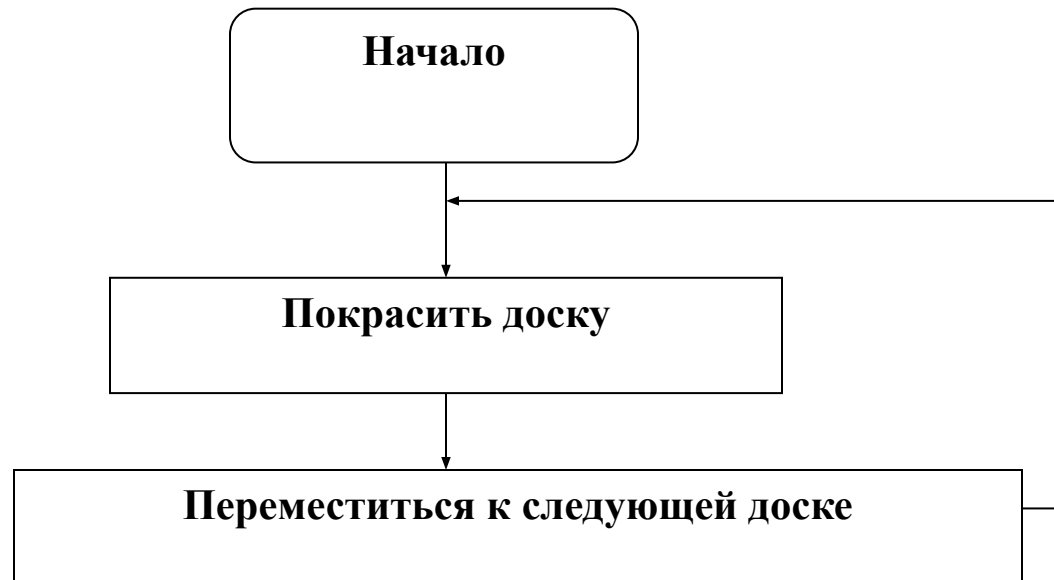 Начало
Покрасить доску
Переместиться к следующей доске